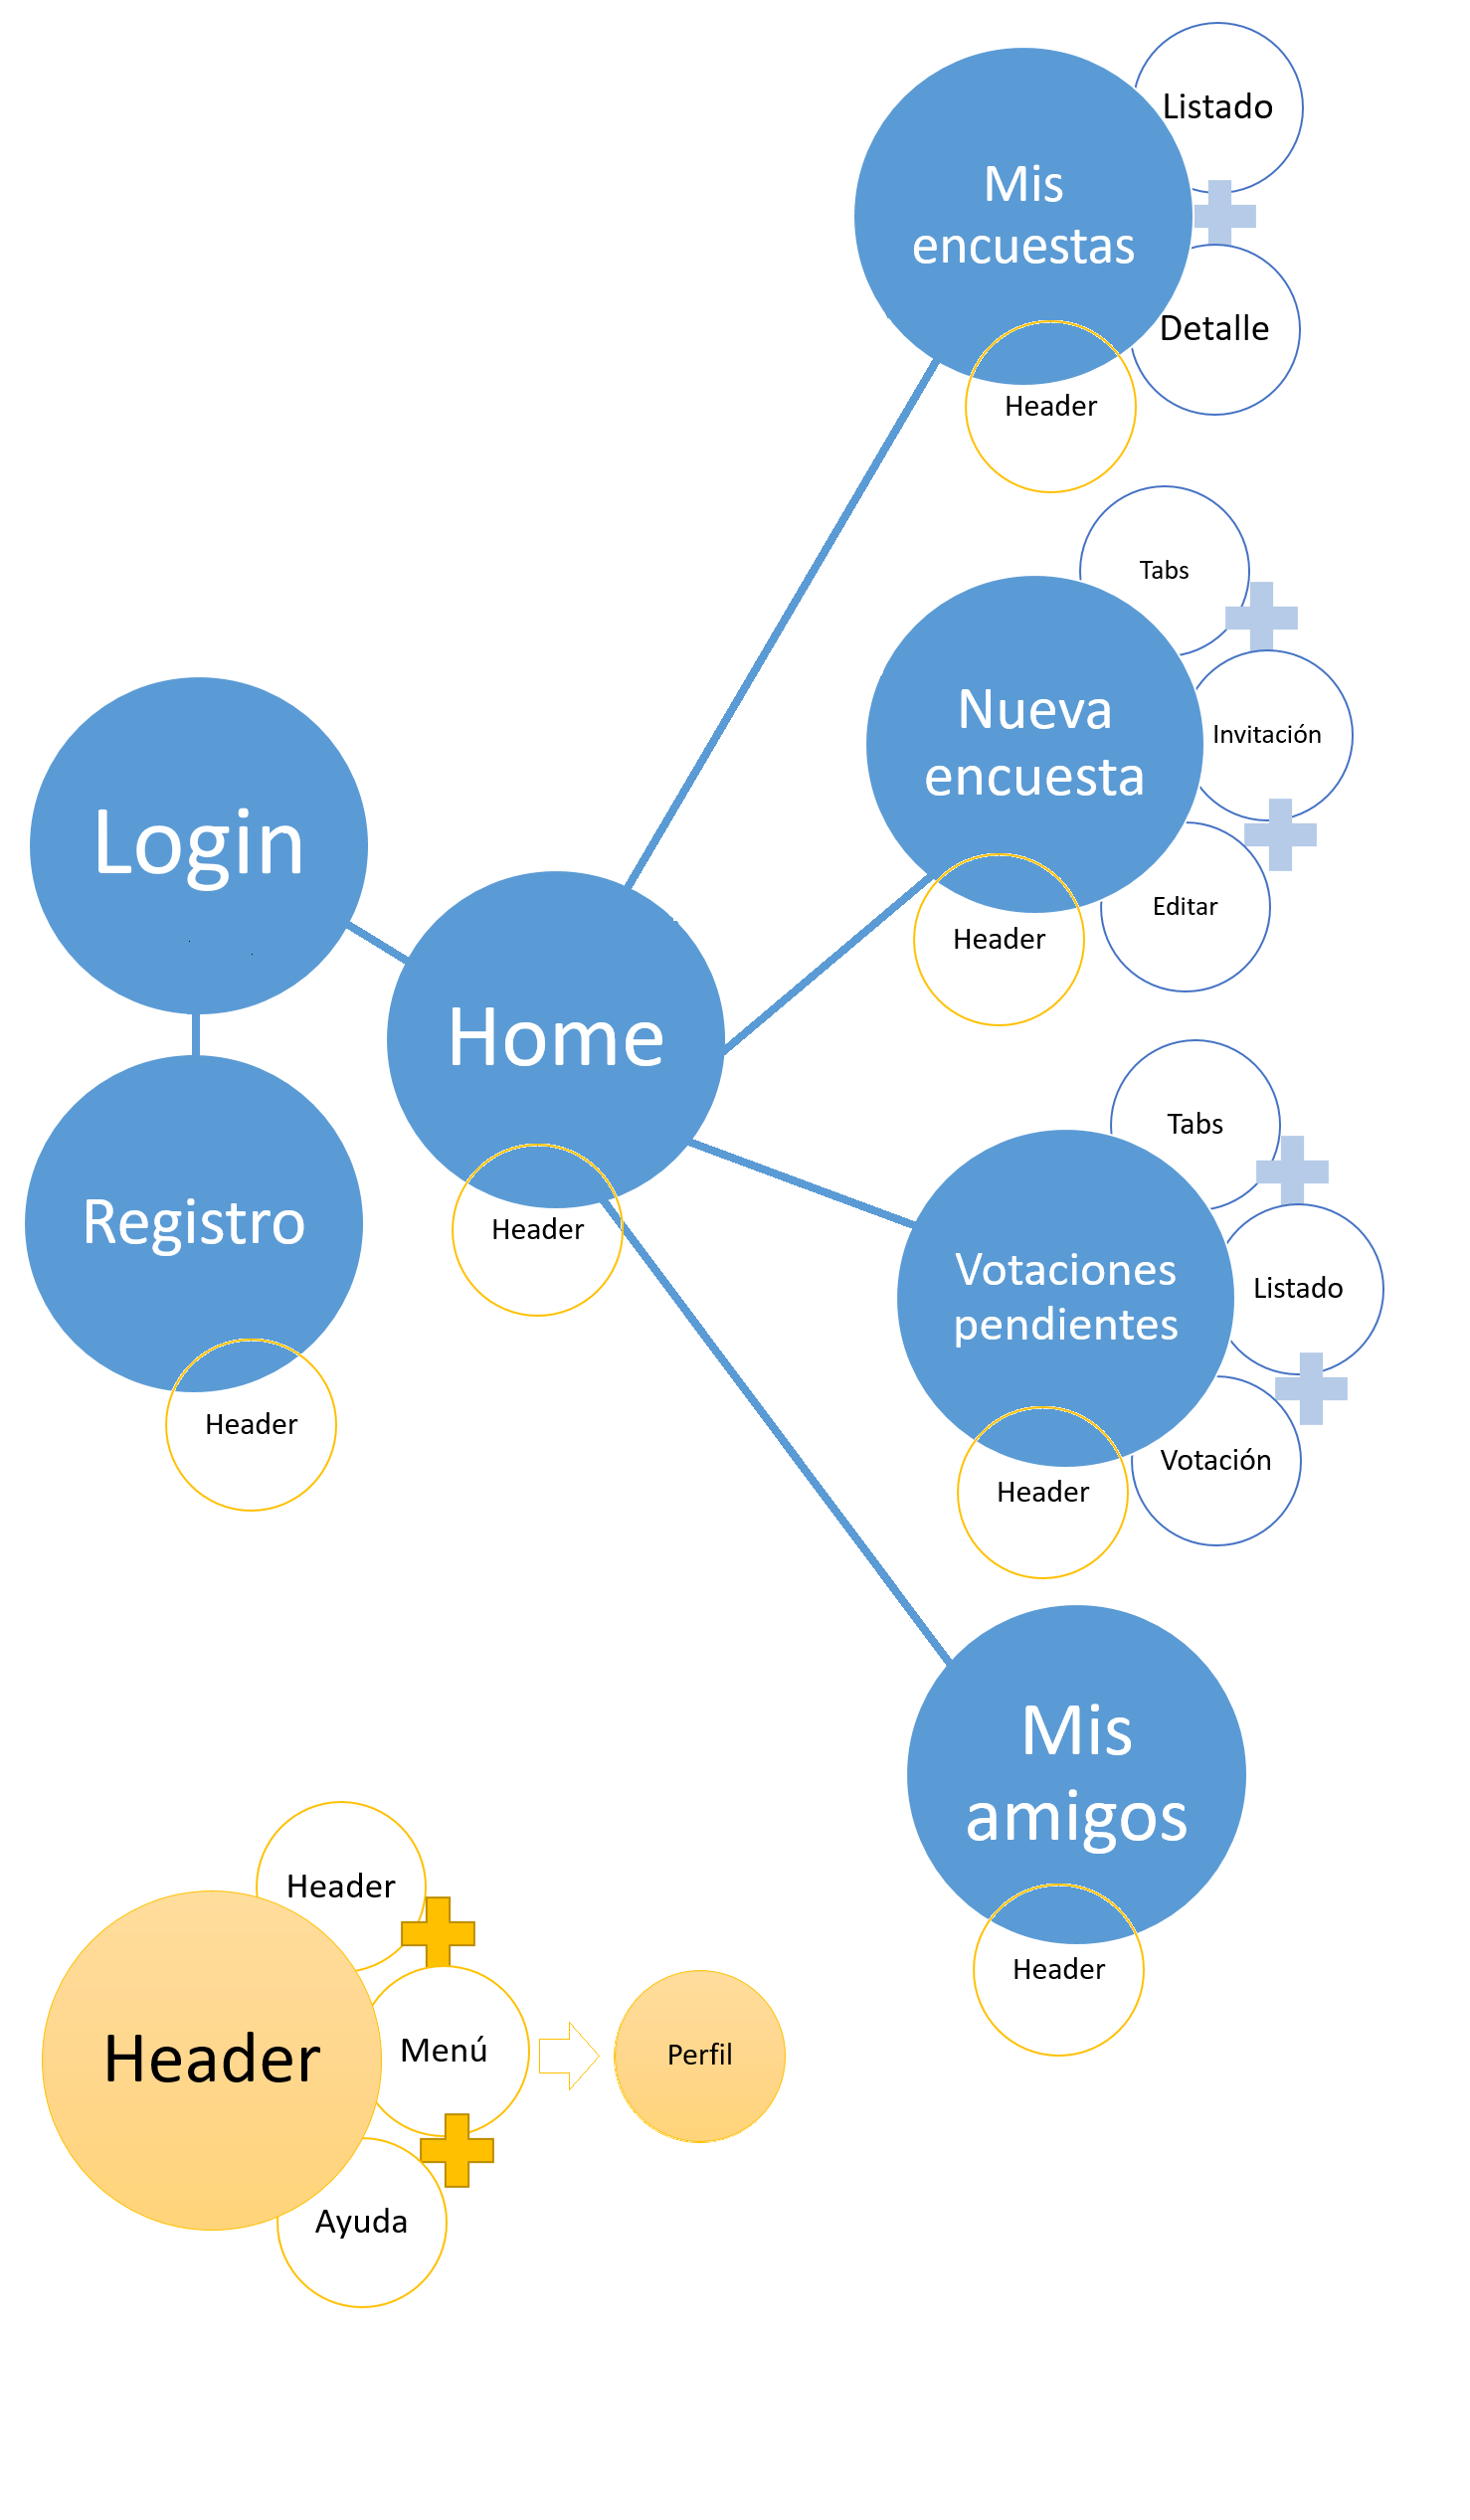 Listado
Mis
encuestas
Detalle
Header
Tabs
Nueva
encuesta
Invitación
Editar
Header
Login
Home
Header
Registro
Header
Tabs
Votaciones
pendientes
Listado
Votación
Header
Mis
amigos
Header
Header
Header
Menú
Perfil
Ayuda